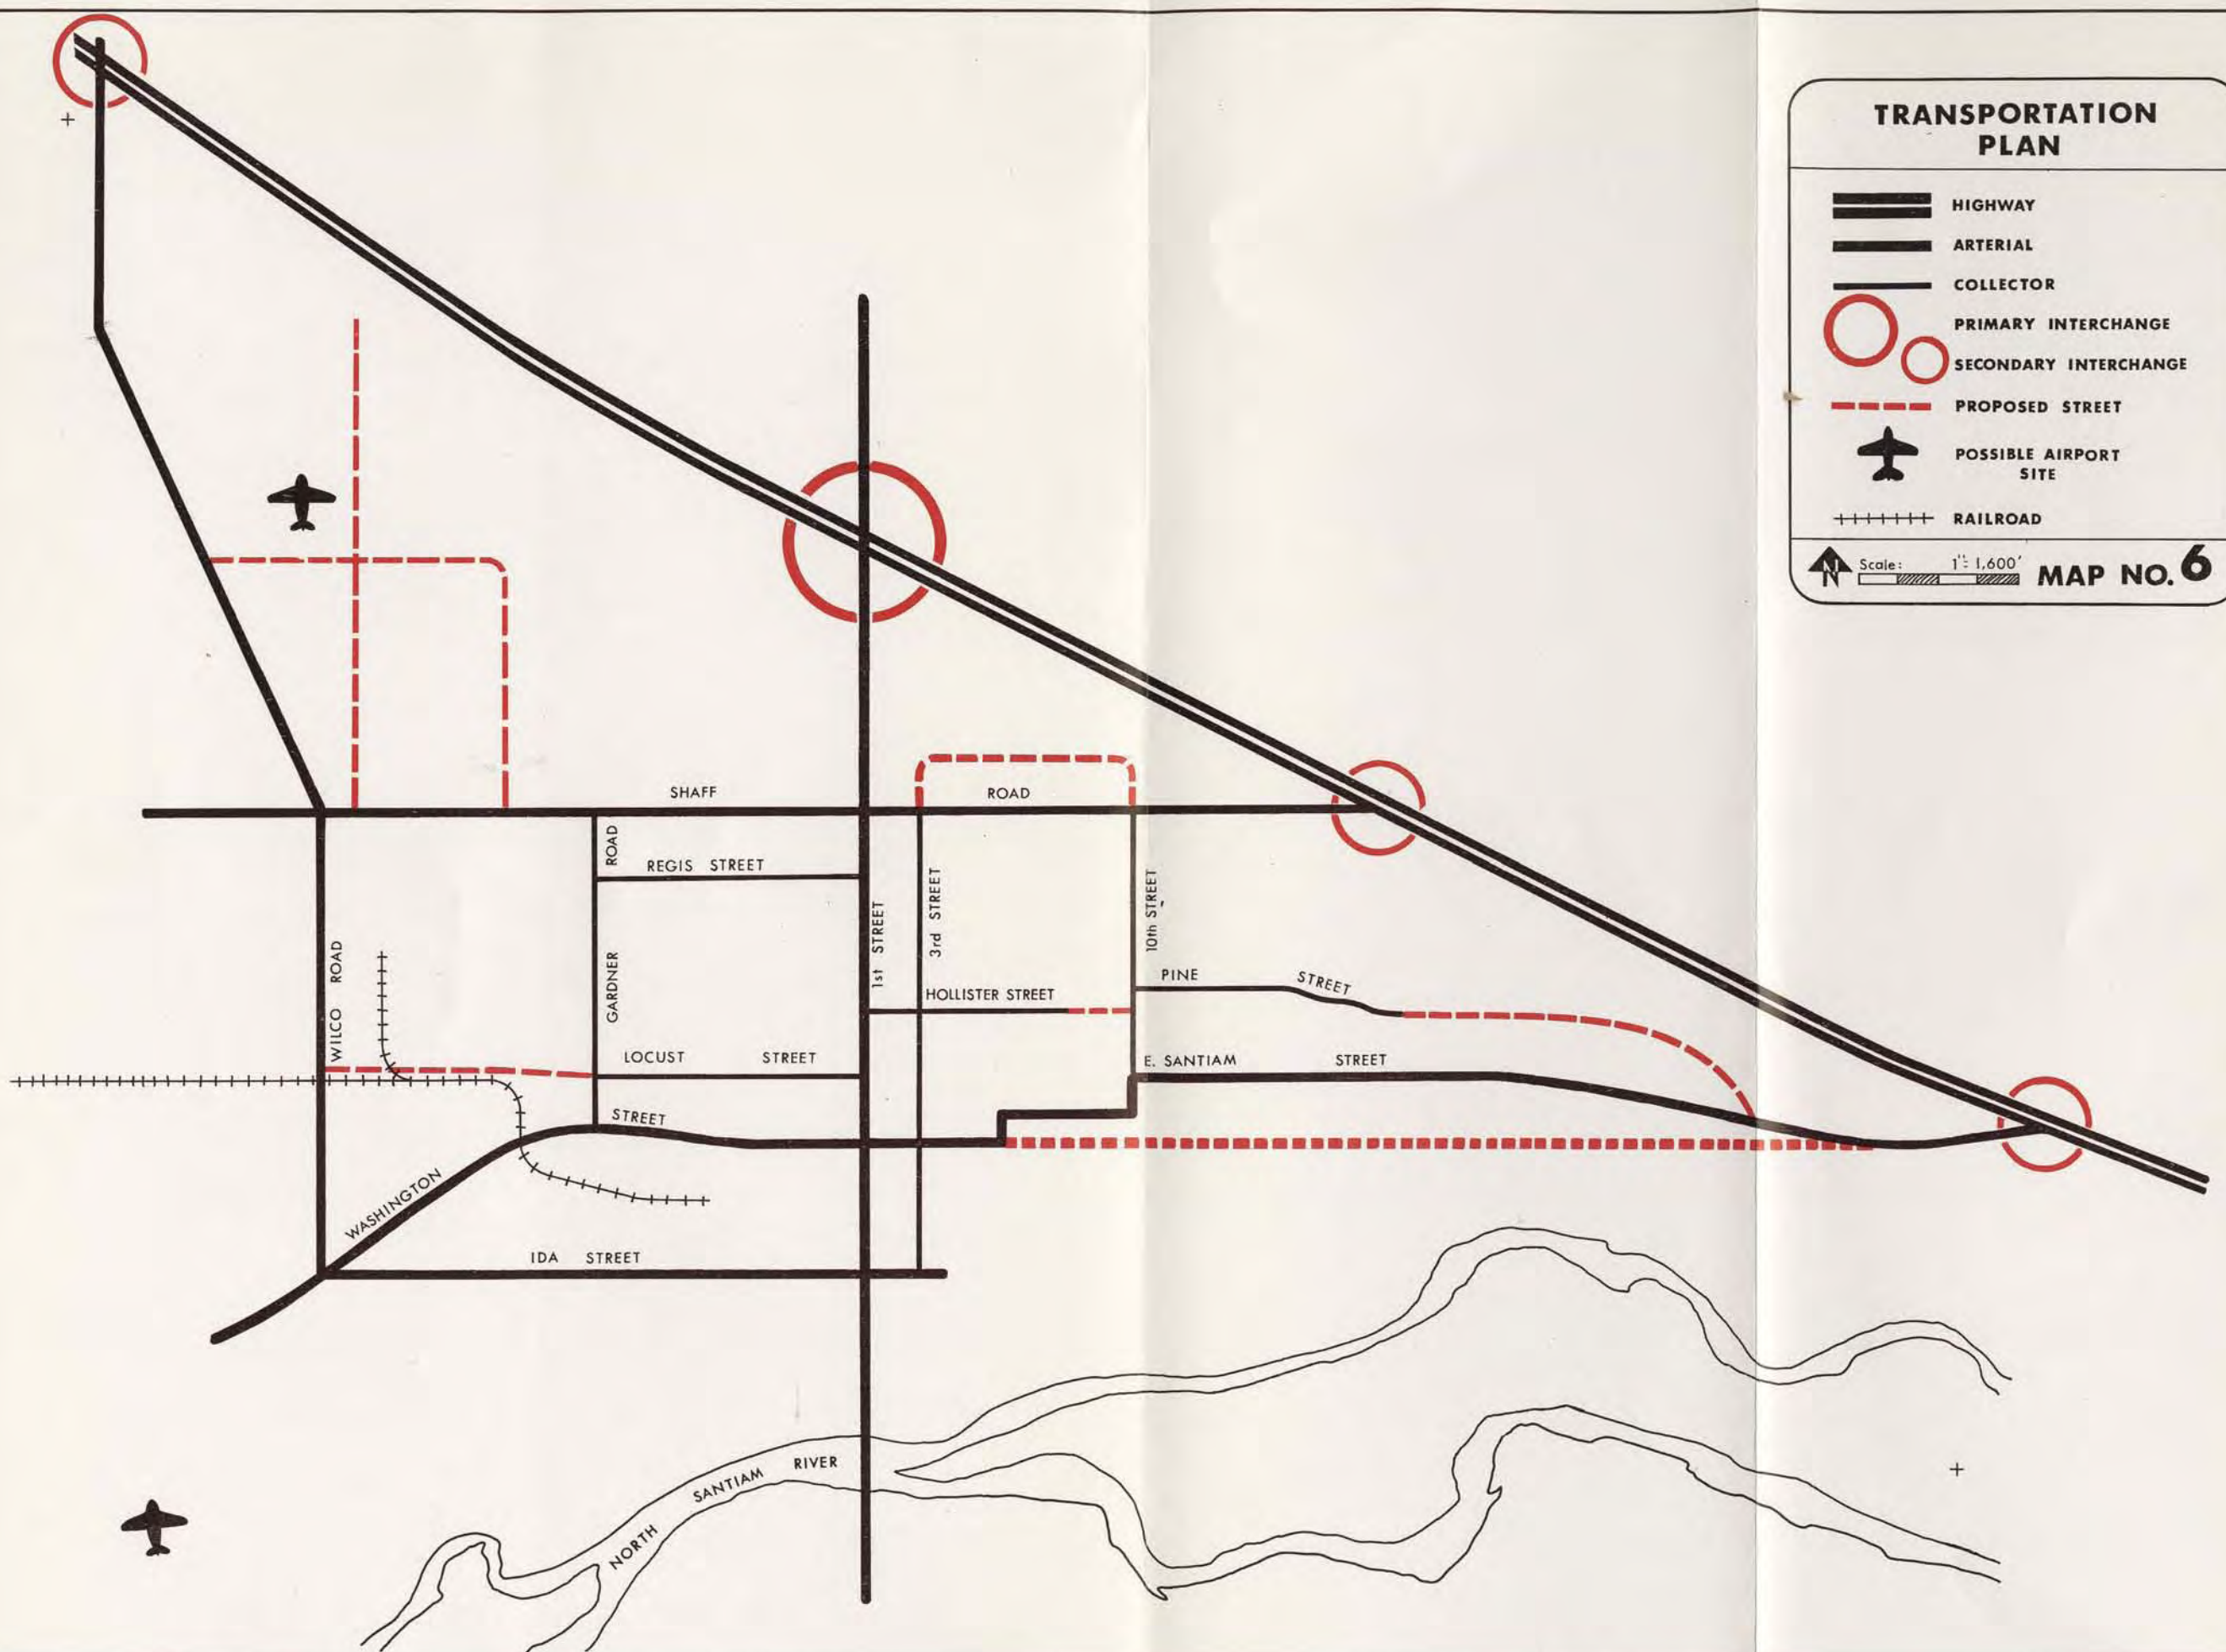 TRANSPORTATION
PLAN
HIGHWAY
ARTERIAL
COLLECTOR
PRIMARY INTERCHANGE
SECONDARY INTERCHANGE
PROPOSED STREET
POSSIBLE AIRPORT
SITE
RAILROAD
N
Scale: 1"= 1,600'
MAP NO. 6
SHAFF ROAD
ROAD
REGIS STREET
GARDNER
WILCO ROAD
1st STREET
3rd STREET
10th STREET
PINE STREET
HOLLISTER STREET
LOCUST STREET
E. SANTIAM STREET
STREET
WASHINGTON
IDA STREET
NORTH SANTIAM RIVER